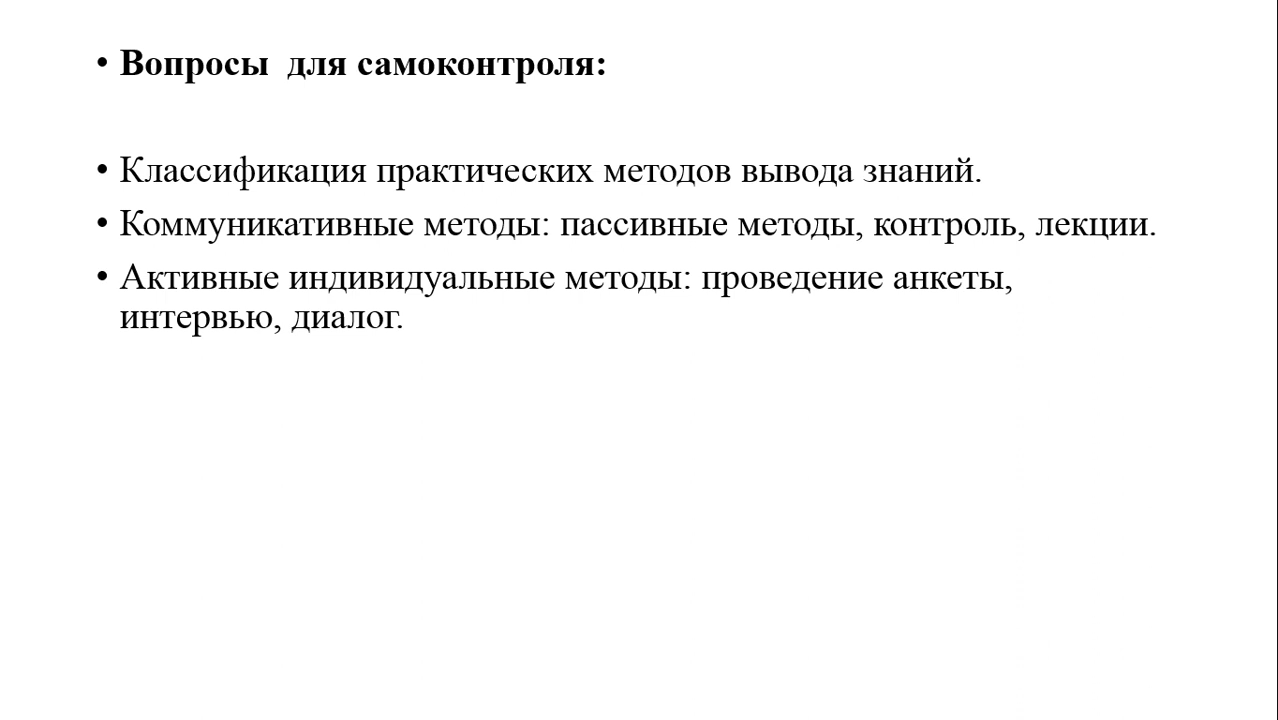 • Вопросы  для самоконтроля:
• Классификация практических методов вывода знаний.
• Коммуникативные методы: пассивные методы, контроль, лекции.
• Активные индивидуальные методы: проведение анкеты,
интервью, диалог.